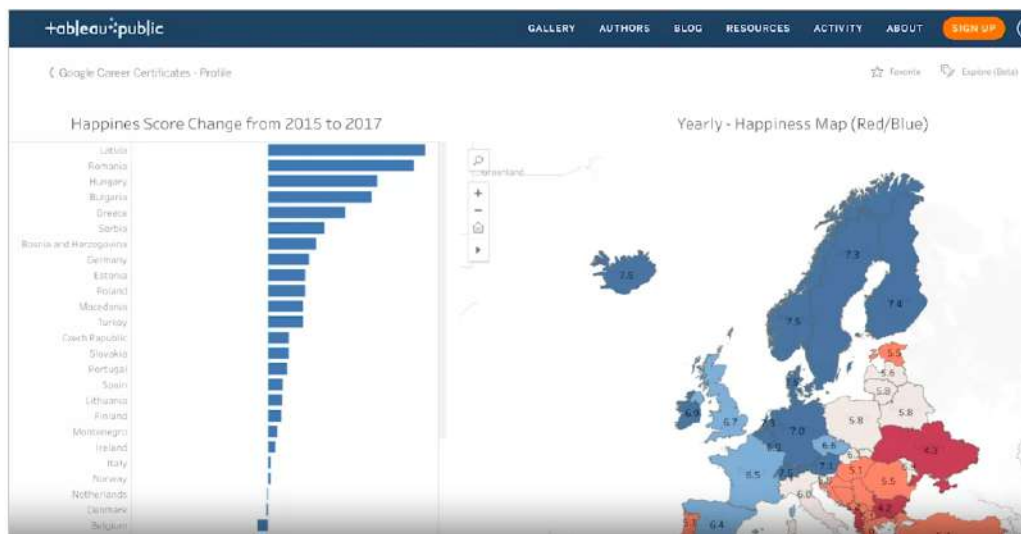 +ableau public
GALLERY AUTHORS BLOG RESOURCES ACTIVITY ABOUT SIGN UP
Google Career Certificates - Profile
Favorite Explore (Beta)
Happines Score Change from 2015 to 2017
Yearly - Happiness Map (Red/Blue)
Latvia
Romania
Hungary
Bulgaria
Greece
Serbia
Bosnia and Herzegovina
Germany
Estonia
Poland
Macedonia
Turkey
Czech Republic
Slovakia
Portugal
Spain
Lithuania
Finland
Montenegro
Ireland
Italy
Norway
Netherlands
Denmark
Belgium
7.3
7.4
7.5
5.5
5.6
5.8
5.8
5.8
6.9
6.7
7.0
6.6
4.3
7.1
6.5
5.1
5.5
6.0
4.2
6.4